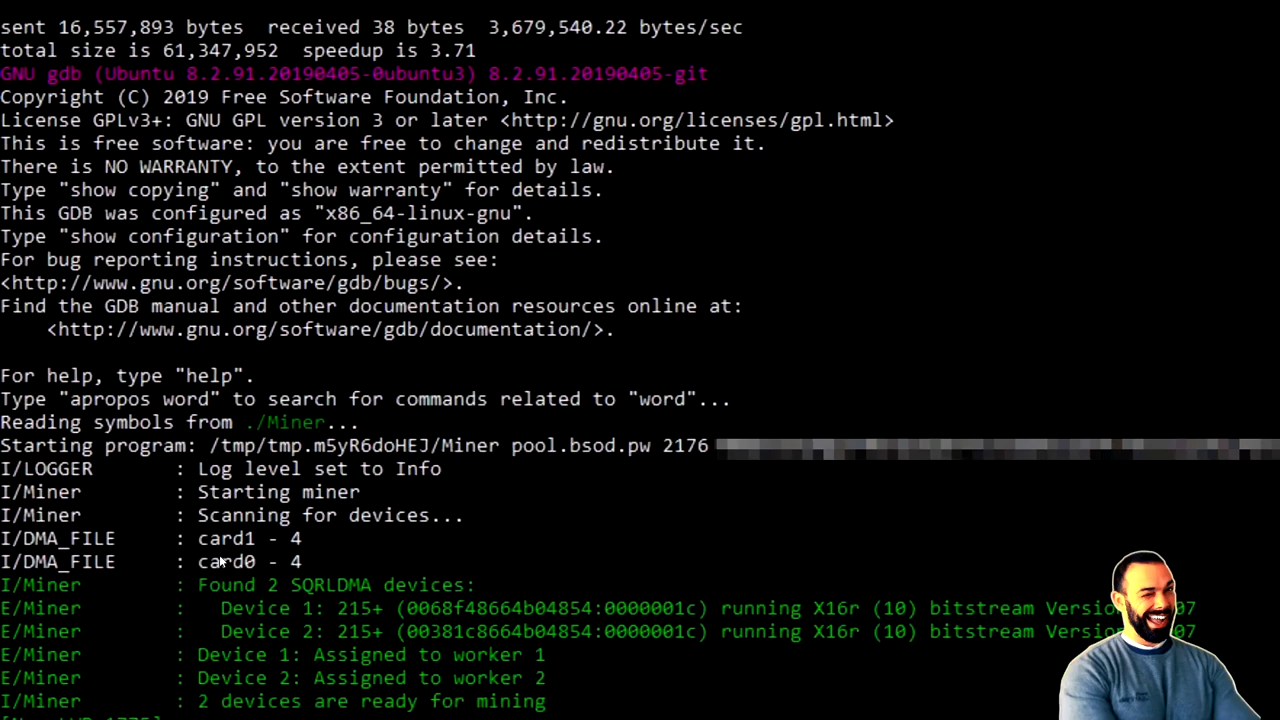 sent 16,557,893 bytes  received 38 bytes  3,679,540.22 bytes/sec
total size is 61,347,952  speedup is 3.71
GNU gdb (Ubuntu 8.2.91.20190405-0ubuntu3) 8.2.91.20190405-git
Copyright (C) 2019 Free Software Foundation, Inc.
License GPLv3+: GNU GPL version 3 or later <http://gnu.org/licenses/gpl.html>
This is free software: you are free to change and redistribute it.
There is NO WARRANTY, to the extent permitted by law.
Type "show copying" and "show warranty" for details.
This GDB was configured as "x86_64-linux-gnu".
Type "show configuration" for configuration details.
For bug reporting instructions, please see:
<http://www.gnu.org/software/gdb/bugs/>.
Find the GDB manual and other documentation resources online at:
    <http://www.gnu.org/software/gdb/documentation/>.
For help, type "help".
Type "apropos word" to search for commands related to "word"...
Reading symbols from ./Miner...
Starting program: /tmp/tmp.m5yR6doHEJ/Miner pool.bsod.pw 2176
I/LOGGER : Log level set to Info
I/Miner : Starting miner
I/Miner : Scanning for devices...
I/DMA_FILE : card1 - 4
I/DMA_FILE : card0 - 4
I/Miner : Found 2 SQRLDMA devices:
E/Miner : Device 1: 215+ (0068f48664b04854:0000001c) running X16r (10) bitstream 07
E/Miner : Device 2: 215+ (00381c8664b04854:0000001c) running X16r (10) bitstream 07
E/Miner : Device 1: Assigned to worker 1
E/Miner : Device 2: Assigned to worker 2
I/Miner : 2 devices are ready for mining